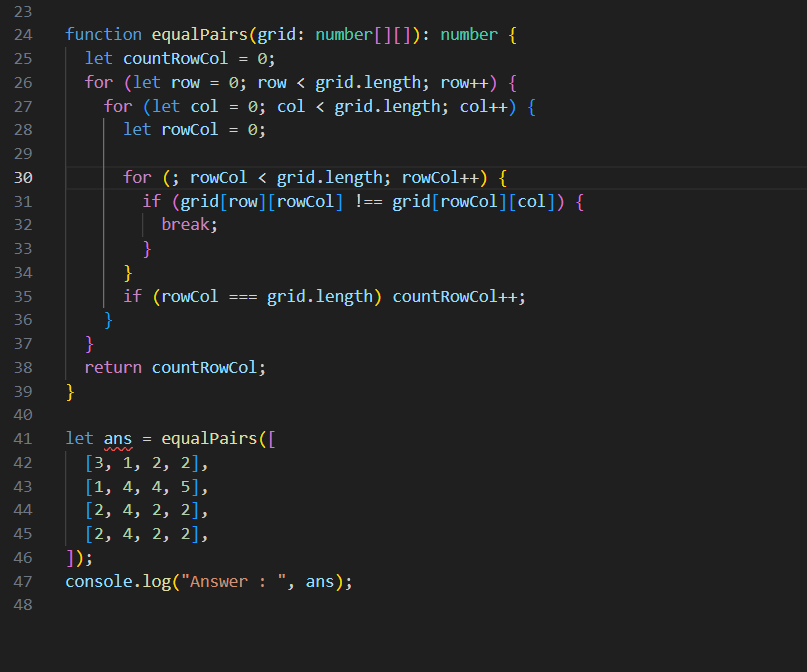 23
24 function equalPairs(grid: number[][]): number {
25   let countRowCol = 0;
26   for (let row = 0; row < grid.length; row++) {
27     for (let col = 0; col < grid.length; col++) {
28       let rowCol = 0;
29
30       for (; rowCol < grid.length; rowCol++) {
31         if (grid[row][rowCol] !== grid[rowCol][col]) {
32           break;
33         }
34       }
35       if (rowCol === grid.length) countRowCol++;
36     }
37   }
38   return countRowCol;
39 }
40
41 let ans = equalPairs([
42   [3, 1, 2, 2],
43   [1, 4, 4, 5],
44   [2, 4, 2, 2],
45   [2, 4, 2, 2],
46 ]);
47 console.log("Answer : ", ans);
48